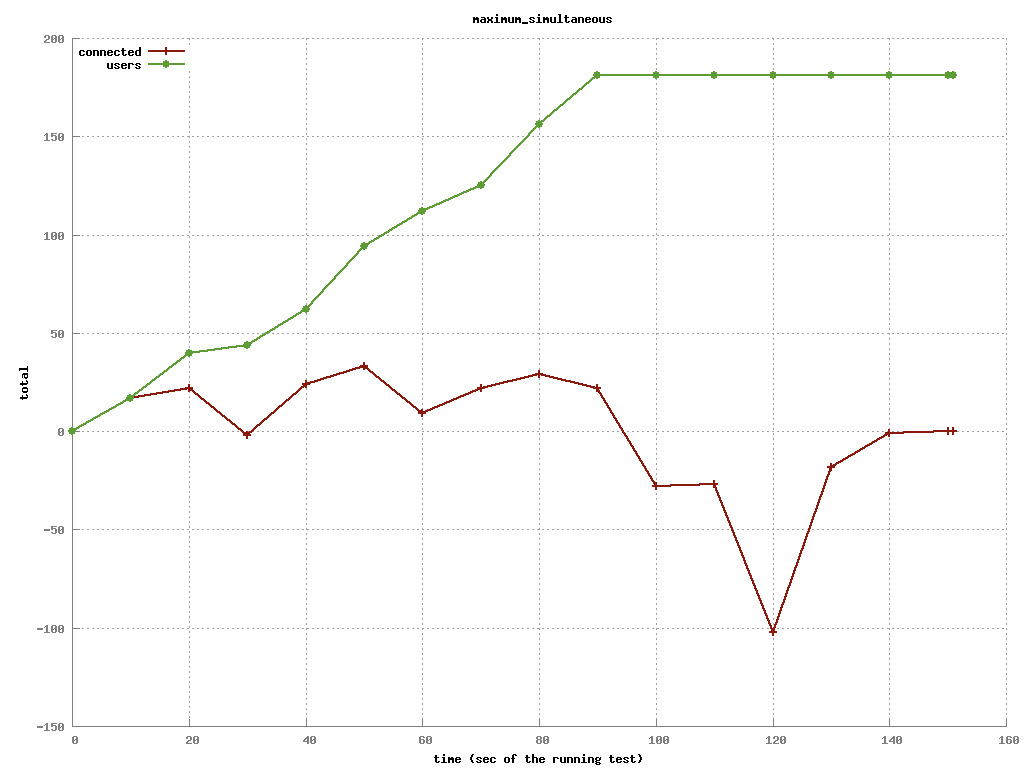 maximum_simultaneous
connected
users
200
150
100
50
0
-50
-100
-150
total
0 20 40 60 80 100 120 140 160
time (sec of the running test)